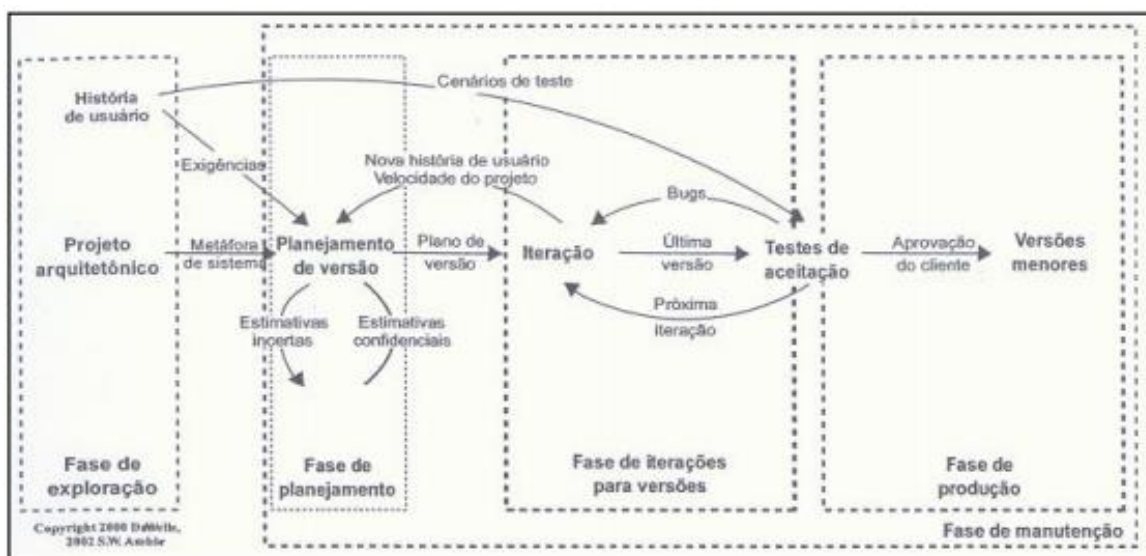 Cenários de teste
História
de usuário
Exigências
Nova história de usuário
Velocidade do projeto
Bugs
Projeto
arquitetônico
Metáfora
de sistema
Planejamento
de versão
Plano de
versão
Iteração
Última
versão
Testes de
aceitação
Aprovação
do cliente
Versões
menores
Estimativas
incertas
Estimativas
confidenciais
Próxima
iteração
Fase de
exploração
Fase de
planejamento
Fase de iterações
para versões
Fase de
produção
Copyright 2000
2002 S.W.
Fase de manutenção